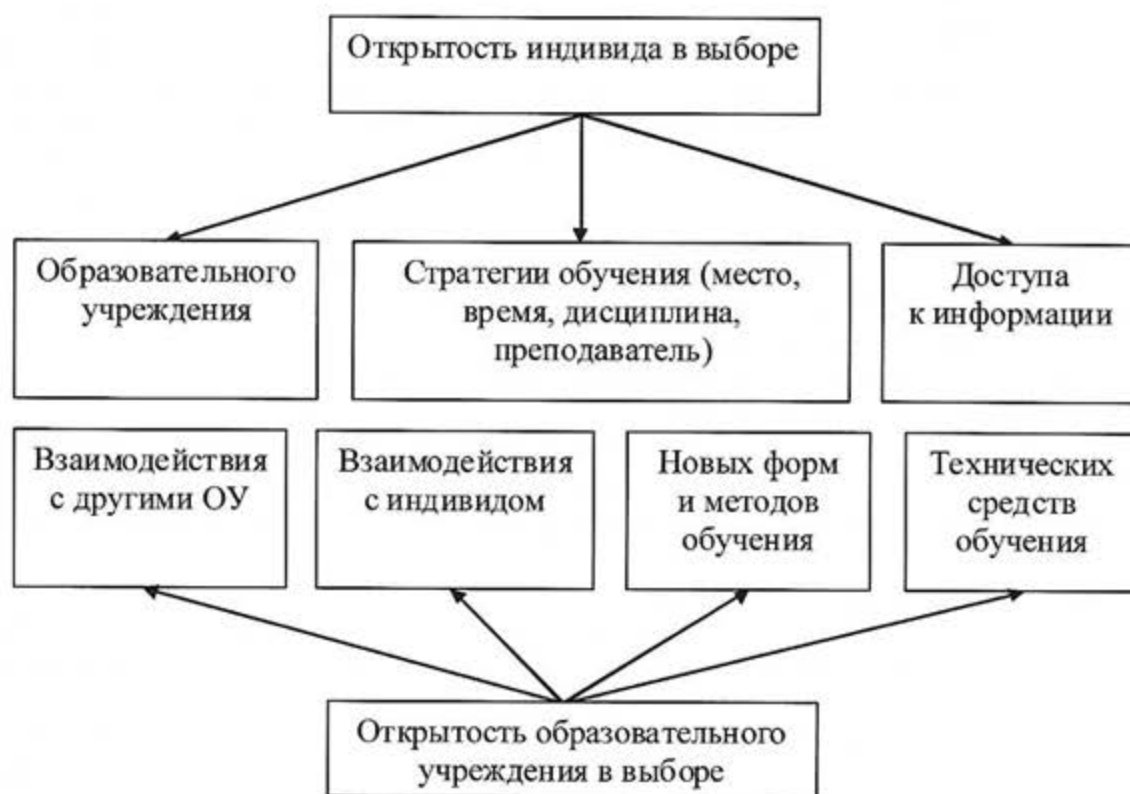 Открытость индивида в выборе
Образовательного
учреждения
Стратегии обучения (место,
время, дисциплина,
преподаватель)
Доступа
к информации
Взаимодействия
с другими ОУ
Взаимодействия
с индивидом
Новых форм
и методов
обучения
Технических
средств
обучения
Открытость образовательного
учреждения в выборе